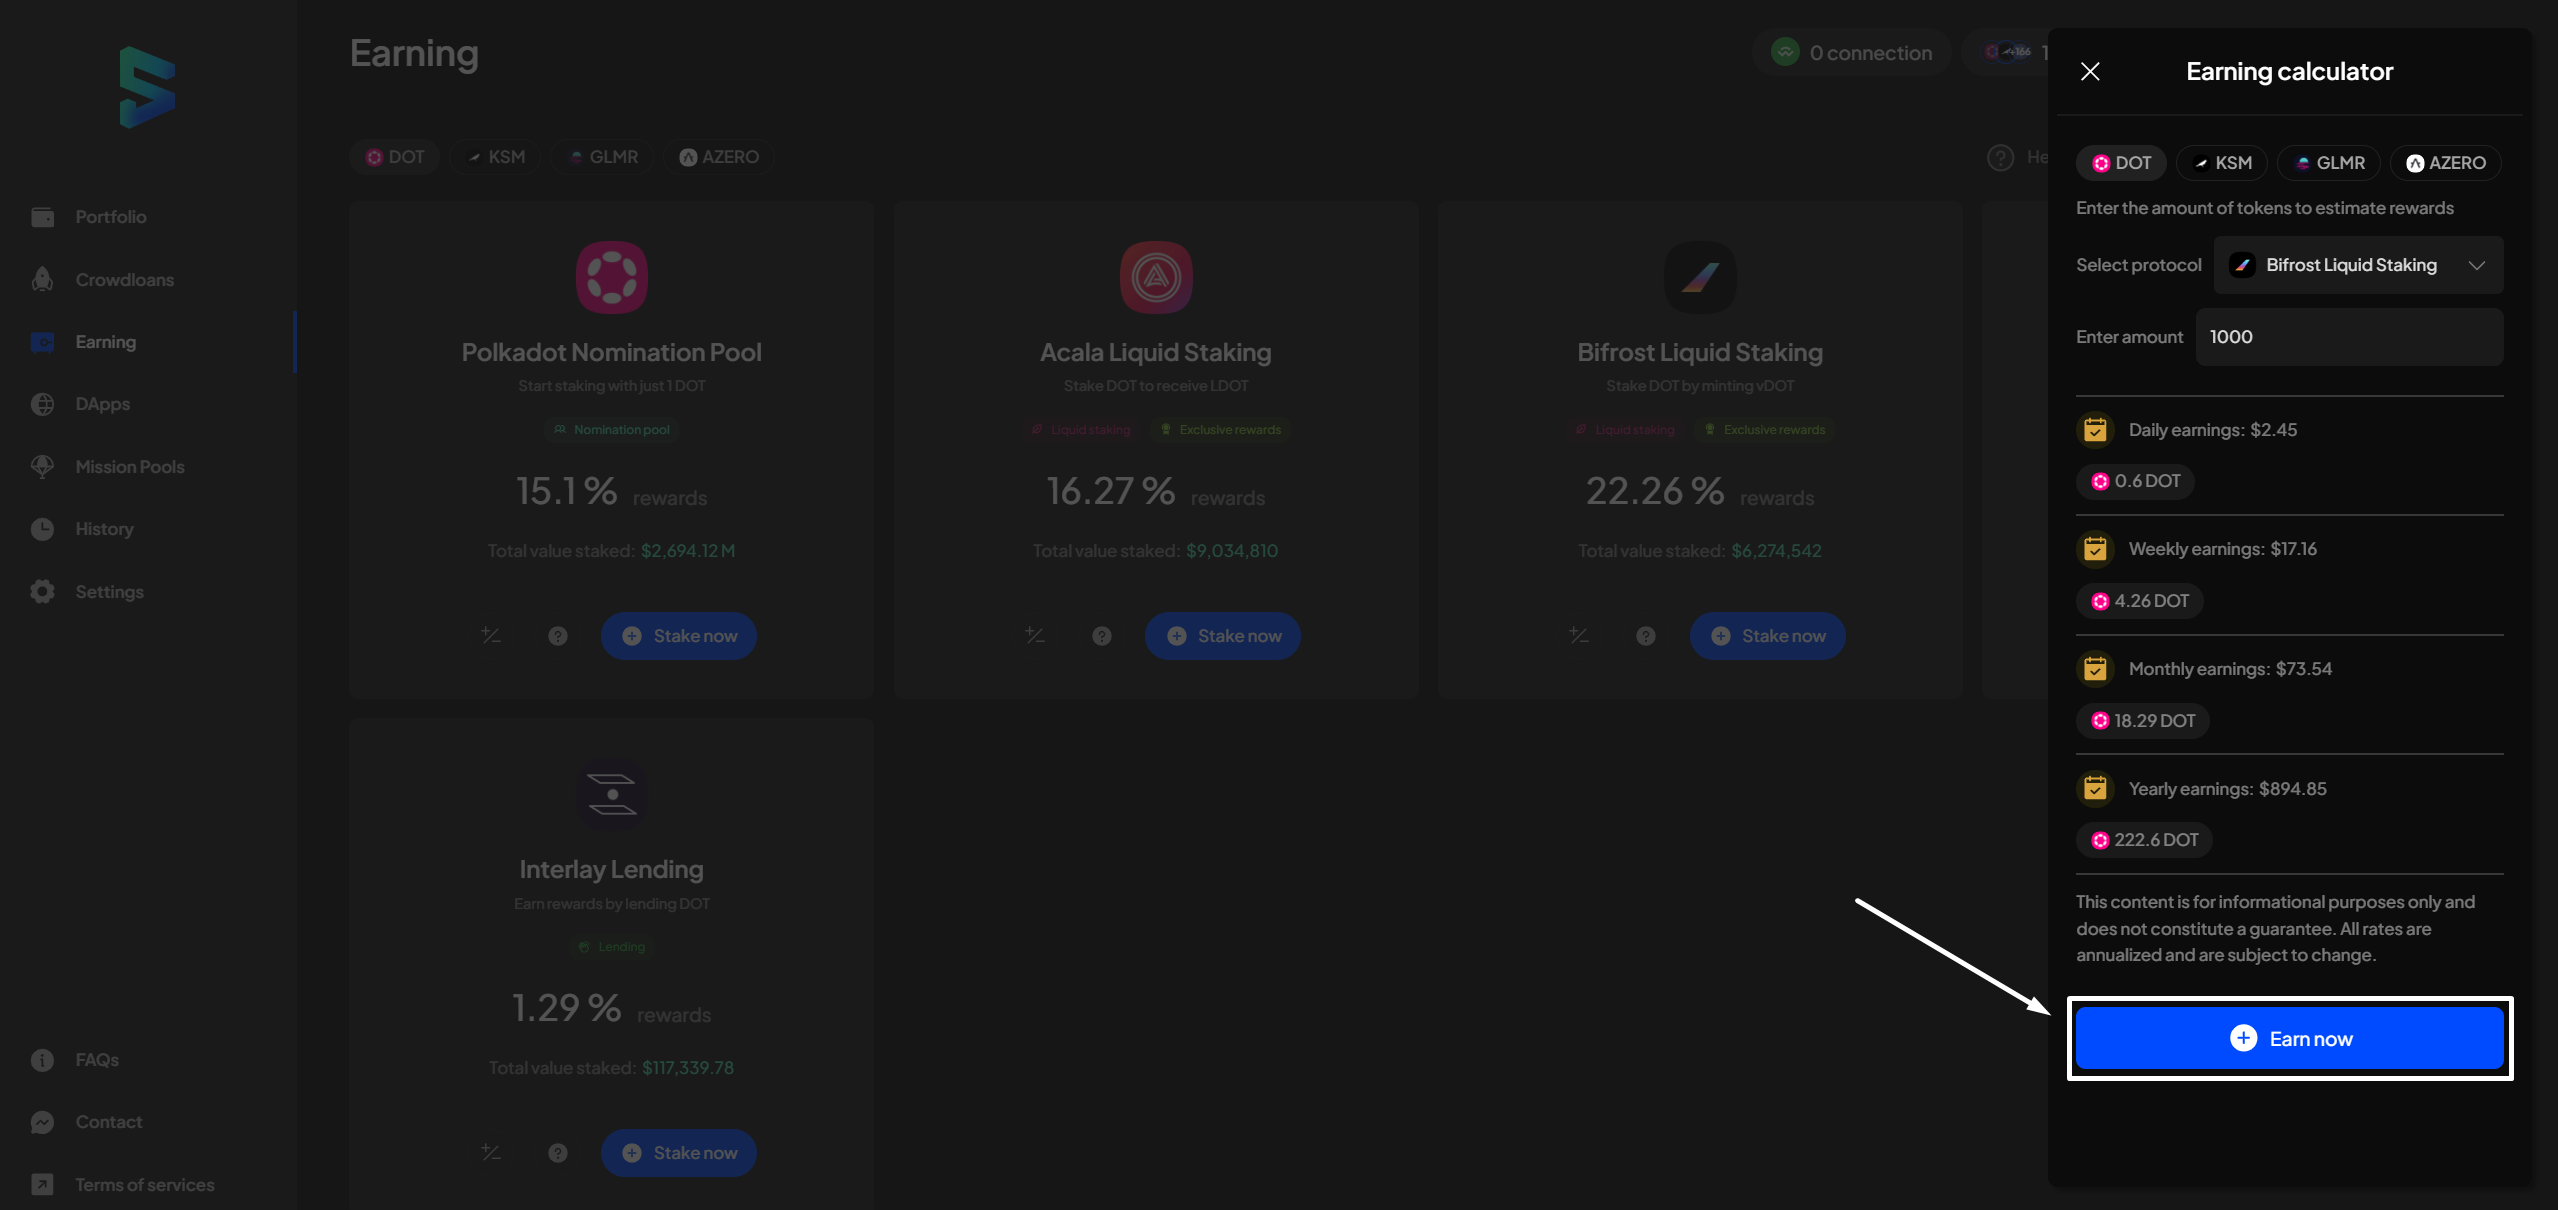 Earning
0 connection
+166
1
Portfolio
Crowdloans
Earning
DApps
Mission Pools
History
Settings
FAQs
Contact
Terms of services
DOT
KSM
GLMR
AZERO
He
Polkadot Nomination Pool
Start staking with just 1 DOT
Nomination pool
15.1 % rewards
Total value staked: $2,694.12 M
Stake now
Acala Liquid Staking
Stake DOT to receive LDOT
Liquid staking
Exclusive rewards
16.27 % rewards
Total value staked: $9,034,810
Stake now
Bifrost Liquid Staking
Stake DOT by minting vDOT
Liquid staking
Exclusive rewards
22.26 % rewards
Total value staked: $6,274,542
Stake now
Interlay Lending
Earn rewards by lending DOT
Lending
1.29 % rewards
Total value staked: $117,339.78
Stake now
Earning calculator
DOT
KSM
GLMR
AZERO
Enter the amount of tokens to estimate rewards
Select protocol
Bifrost Liquid Staking
Enter amount
1000
Daily earnings: $2.45
0.6 DOT
Weekly earnings: $17.16
4.26 DOT
Monthly earnings: $73.54
18.29 DOT
Yearly earnings: $894.85
222.6 DOT
This content is for informational purposes only and
does not constitute a guarantee. All rates are
annualized and are subject to change.
Earn now